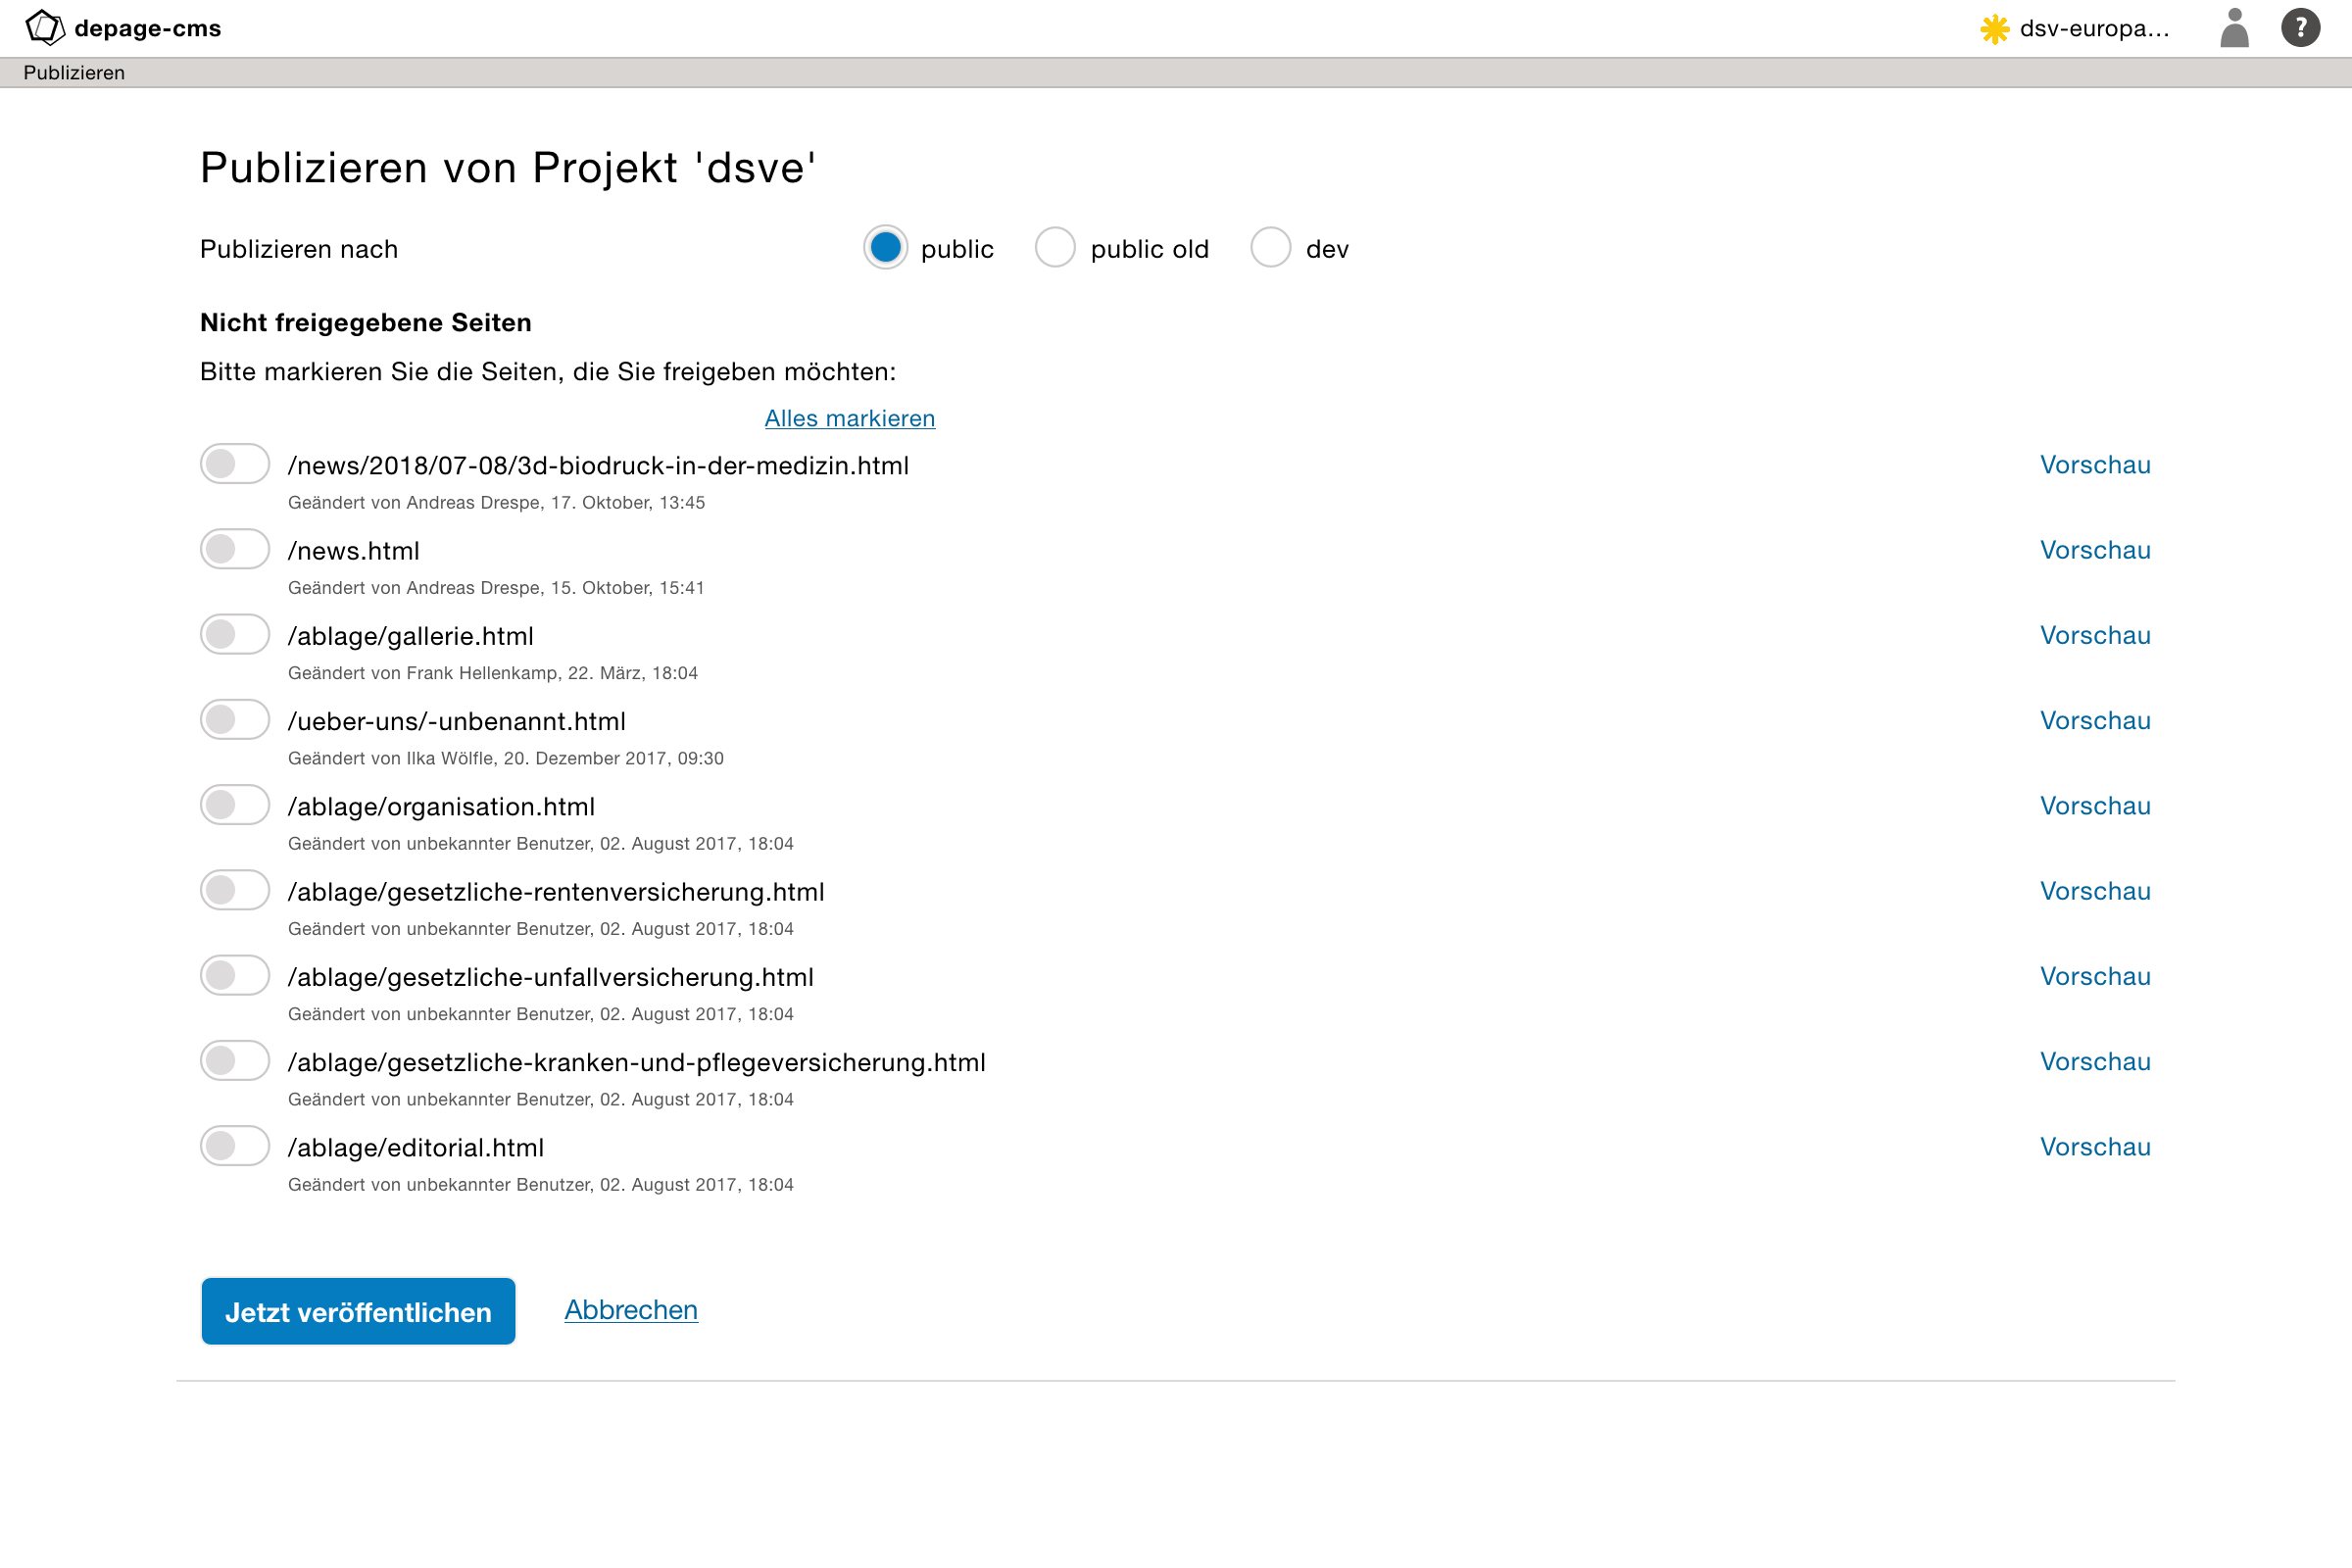 depage-cms
dsv-europa...
?
Publizieren
Publizieren von Projekt 'dsve'
Publizieren nach
public
public old
dev
Nicht freigegebene Seiten
Bitte markieren Sie die Seiten, die Sie freigeben möchten:
Alles markieren
/news/2018/07-08/3d-biodruck-in-der-medizin.html
Vorschau
Geändert von Andreas Drespe, 17. Oktober, 13:45
/news.html
Vorschau
Geändert von Andreas Drespe, 15. Oktober, 15:41
/ablage/gallerie.html
Vorschau
Geändert von Frank Hellenkamp, 22. März, 18:04
/ueber-uns/-unbenannt.html
Vorschau
Geändert von Ilka Wölfle, 20. Dezember 2017, 09:30
/ablage/organisation.html
Vorschau
Geändert von unbekannter Benutzer, 02. August 2017, 18:04
/ablage/gesetzliche-rentenversicherung.html
Vorschau
Geändert von unbekannter Benutzer, 02. August 2017, 18:04
/ablage/gesetzliche-unfallversicherung.html
Vorschau
Geändert von unbekannter Benutzer, 02. August 2017, 18:04
/ablage/gesetzliche-kranken-und-pflegeversicherung.html
Vorschau
Geändert von unbekannter Benutzer, 02. August 2017, 18:04
/ablage/editorial.html
Vorschau
Geändert von unbekannter Benutzer, 02. August 2017, 18:04
Jetzt veröffentlichen
Abbrechen